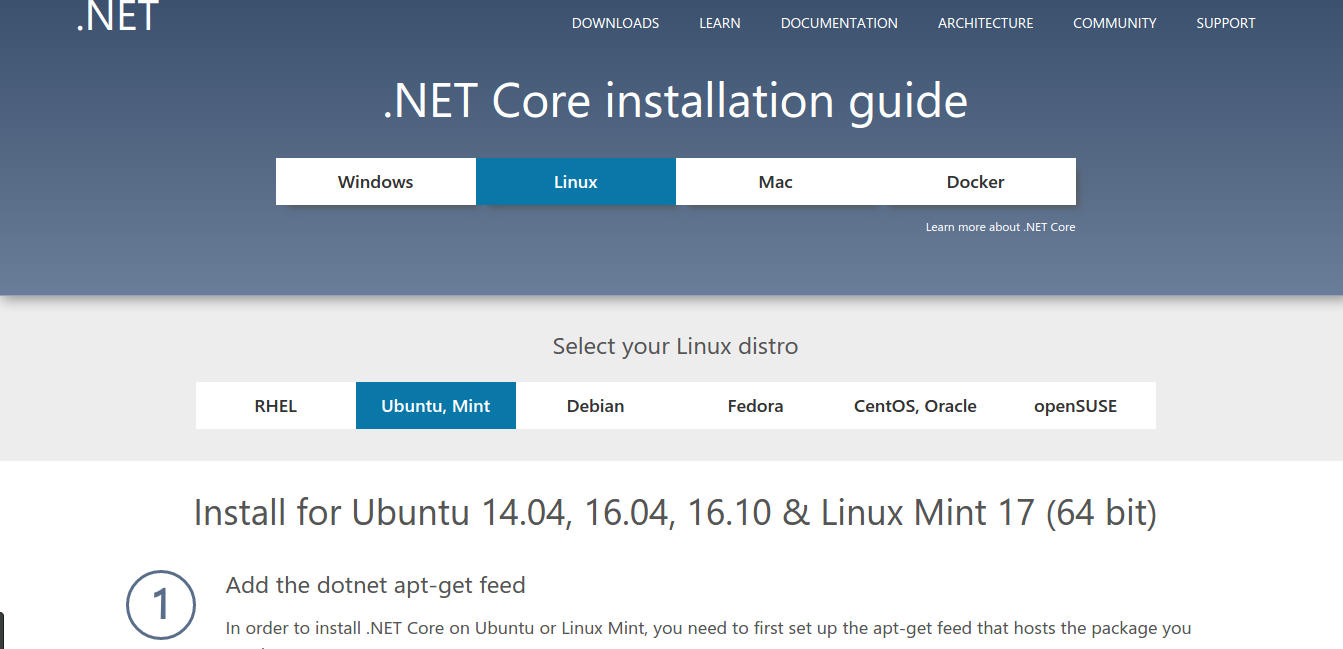 .NET
DOWNLOADS LEARN DOCUMENTATION ARCHITECTURE COMMUNITY SUPPORT
.NET Core installation guide
Windows Linux Mac Docker
Learn more about .NET Core
Select your Linux distro
RHEL Ubuntu, Mint Debian Fedora CentOS, Oracle openSUSE
Install for Ubuntu 14.04, 16.04, 16.10 & Linux Mint 17 (64 bit)
1
Add the dotnet apt-get feed
In order to install .NET Core on Ubuntu or Linux Mint, you need to first set up the apt-get feed that hosts the package you